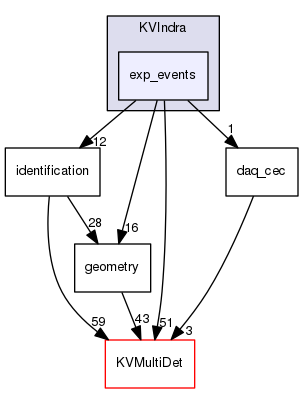 KVIndra
exp_events
12
1
identification
daq_cec
28
16
geometry
59
43
51
3
KVMultiDet